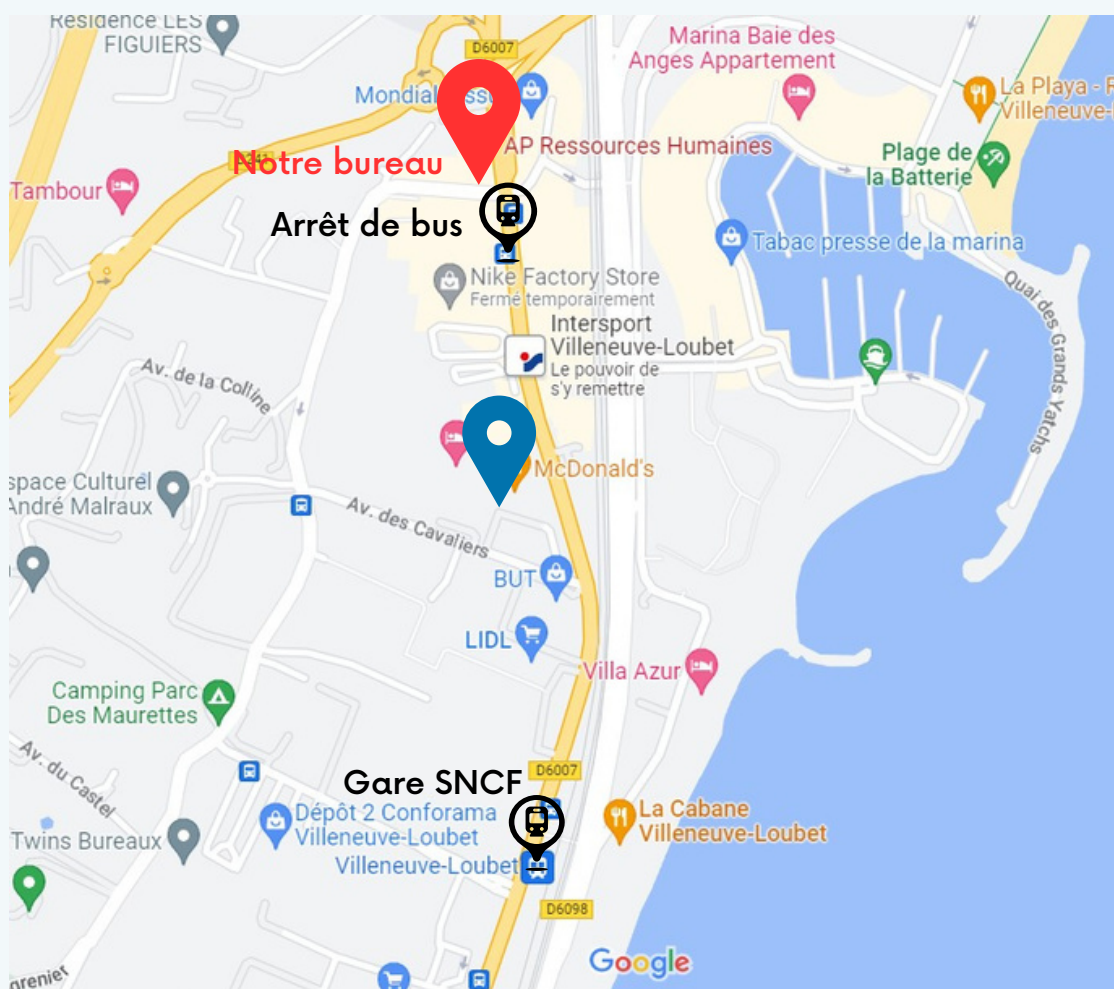 Résidence LES
FIGUIERS
D6007
Marina Baie des
Anges Appartement
Mondial
La Playa - R
Villeneuve-L
AP Ressources Humaines
Notre bureau
Plage de
la Batterie
Tambour
Arrêt de bus
Tabac presse de la marina
Nike Factory Store
Fermé temporairement
Quai des Grands Yatchs
Intersport
Villeneuve-Loubet
Le pouvoir de
s'y remettre
Av. de la Colline
McDonald's
space Culturel
André Malraux
Av. des Cavaliers
BUT
LIDL
Villa Azur
Camping Parc
Des Maurettes
Av. du Castel
Gare SNCF
D6007
Dépôt 2 Conforama
Villeneuve-Loubet
La Cabane
Villeneuve-Loubet
Twins Bureaux
Villeneuve-Loubet
D6098
Google
grenier